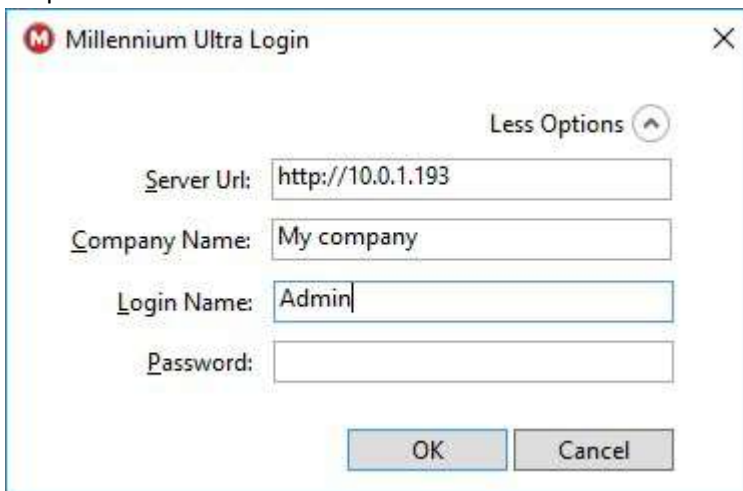 Millennium Ultra Login
Less Options
Server Url: http://10.0.1.193
Company Name: My company
Login Name: Admin
Password:
OK Cancel